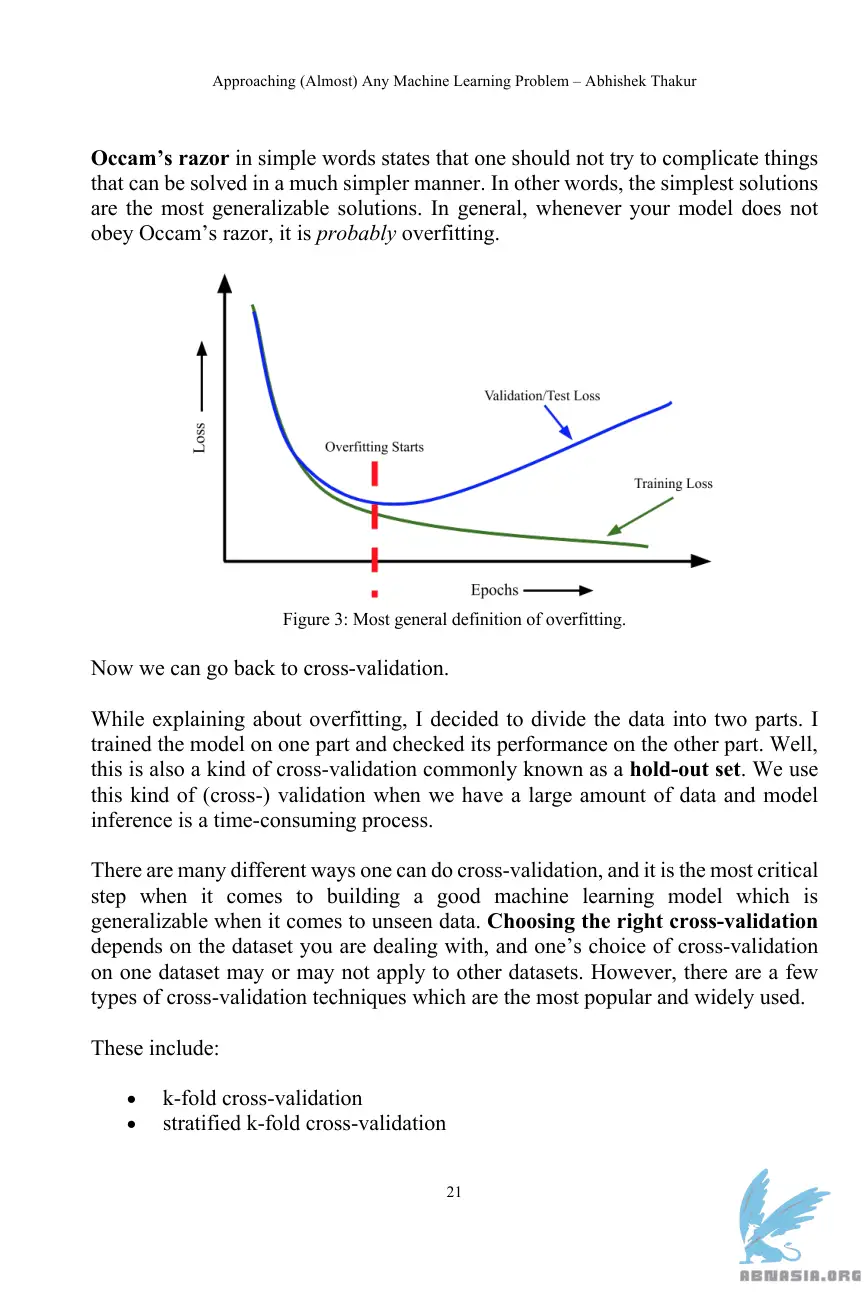 Approaching (Almost) Any Machine Learning Problem – Abhishek Thakur
Occam’s razor in simple words states that one should not try to complicate things
that can be solved in a much simpler manner. In other words, the simplest solutions
are the most generalizable solutions. In general, whenever your model does not
obey Occam’s razor, it is probably overfitting.
Validation/Test Loss
Overfitting Starts
Loss
Training Loss
Epochs
Figure 3: Most general definition of overfitting.
Now we can go back to cross-validation.
While explaining about overfitting, I decided to divide the data into two parts. I
trained the model on one part and checked its performance on the other part. Well,
this is also a kind of cross-validation commonly known as a hold-out set. We use
this kind of (cross-) validation when we have a large amount of data and model
inference is a time-consuming process.
There are many different ways one can do cross-validation, and it is the most critical
step when it comes to building a good machine learning model which is
generalizable when it comes to unseen data. Choosing the right cross-validation
depends on the dataset you are dealing with, and one’s choice of cross-validation
on one dataset may or may not apply to other datasets. However, there are a few
types of cross-validation techniques which are the most popular and widely used.
These include:
• k-fold cross-validation
• stratified k-fold cross-validation
21
ABNASIA.ORG